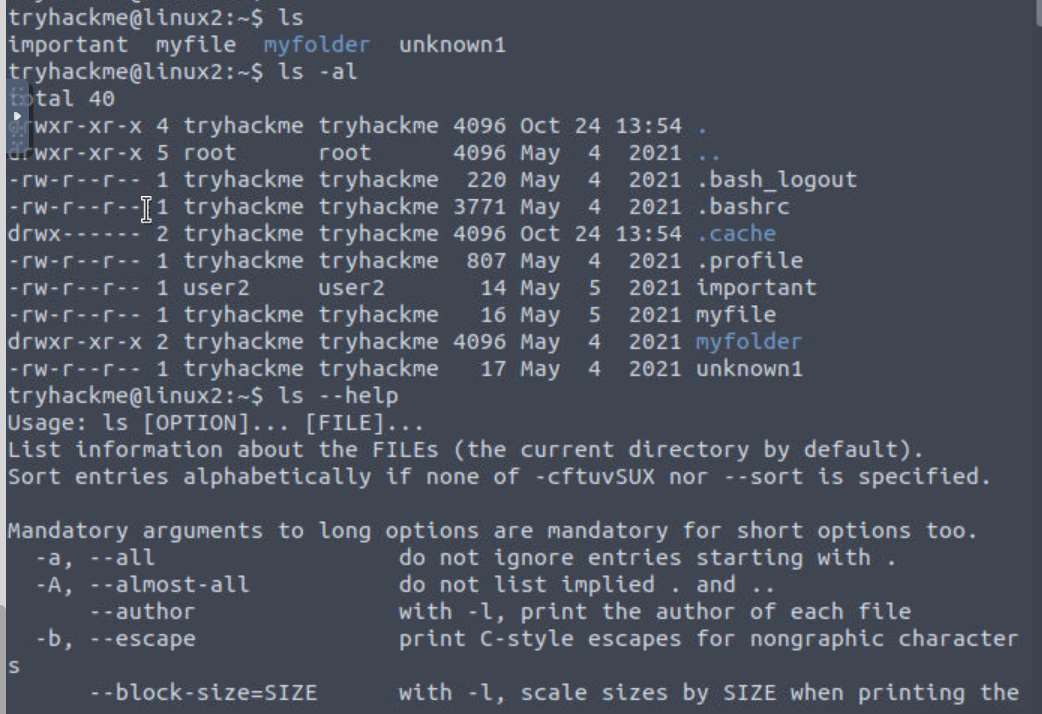 tryhackme@linux2:~$ ls
important  myfile  myfolder  unknown1
tryhackme@linux2:~$ ls -al
total 40
drwxr-xr-x 4 tryhackme tryhackme 4096 Oct 24 13:54 .
drwxr-xr-x 5 root      root      4096 May  4  2021 ..
-rw-r--r-- 1 tryhackme tryhackme  220 May  4  2021 .bash_logout
-rw-r--r-- 1 tryhackme tryhackme 3771 May  4  2021 .bashrc
drwx------ 2 tryhackme tryhackme 4096 Oct 24 13:54 .cache
-rw-r--r-- 1 tryhackme tryhackme  807 May  4  2021 .profile
-rw-r--r-- 1 user2     user2       14 May  5  2021 important
-rw-r--r-- 1 tryhackme tryhackme   16 May  5  2021 myfile
drwxr-xr-x 2 tryhackme tryhackme 4096 May  4  2021 myfolder
-rw-r--r-- 1 tryhackme tryhackme   17 May  4  2021 unknown1
tryhackme@linux2:~$ ls --help
Usage: ls [OPTION]... [FILE]...
List information about the FILEs (the current directory by default).
Sort entries alphabetically if none of -cftuvSUX nor --sort is specified.

Mandatory arguments to long options are mandatory for short options too.
  -a, --all                  do not ignore entries starting with .
  -A, --almost-all           do not list implied . and ..
      --author               with -l, print the author of each file
  -b, --escape               print C-style escapes for nongraphic character
s
      --block-size=SIZE      with -l, scale sizes by SIZE when printing the